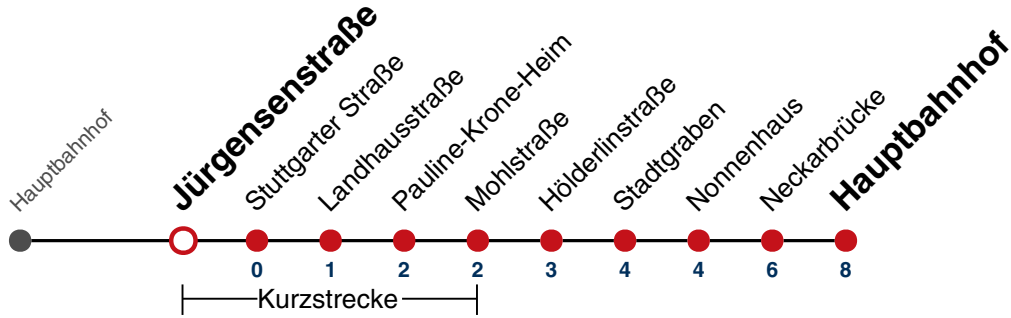 Hauptbahnhof
Jürgensenstraße
Stuttgarter Straße
Landhausstraße
Pauline-Krone-Heim
Mohlstraße
Hölderlinstraße
Stadtgraben
Nonnenhaus
Neckarbrücke
Hauptbahnhof
0 1 2 2 3 4 4 6 8
Kurzstrecke